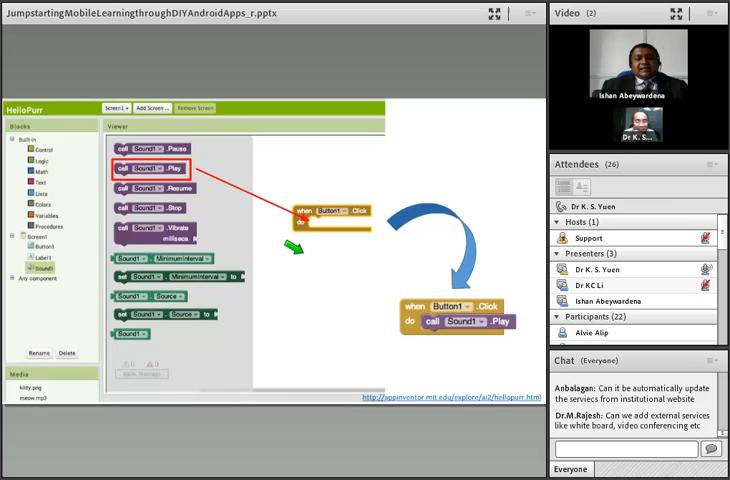 JumpstartingMobileLearningthroughDIYAndroidApps_r.pptx
HelloPurr
Screen1
Add Screen ...
Remove Screen
Blocks
Viewer
Built-in
Control
Logic
Math
Text
Lists
Colors
Variables
Procedures
Screen1
Button1
Label1
Sound1
Any component
Rename
Delete
Media
kitty.png
meow.mp3
call Sound1 .Pause
call Sound1 .Play
call Sound1 .Resume
call Sound1 .Stop
call Sound1 .Vibrate
millisecs
Sound1 . MinimumInterval
set Sound1 . MinimumInterval to
Sound1 . Source
set Sound1 . Source to
Sound1
0 0
Show Warnings
when Button1 .Click
do
when Button1 .Click
do call Sound1 .Play
http://appinventor.mit.edu/explore/ai2/hellopurr.html
Video (2)
Ishan Abeywardena
Dr K. S...
Attendees (26)
Dr K. S. Yuen
Hosts (1)
Support
Presenters (3)
Dr K. S. Yuen
Dr KC Li
Ishan Abeywardena
Participants (22)
Alvie Alip
Chat (Everyone)
Anbalagan: Can it be automatically update
the serviecs from institutional website
Dr.M.Rajesh: Can we add external services
like white board, video conferencing etc
Everyone